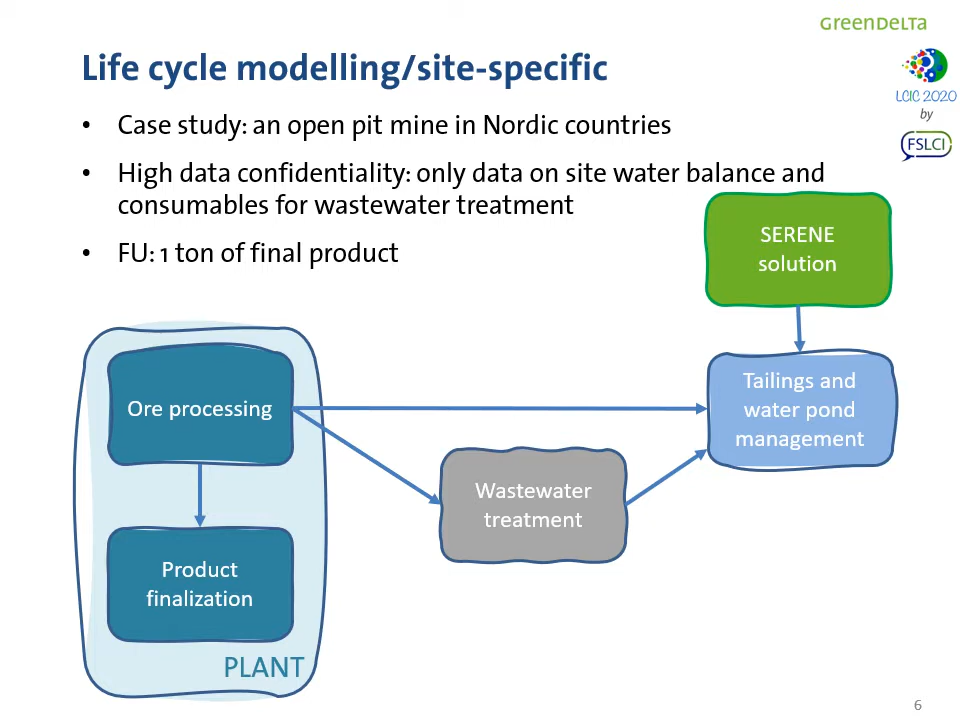 GreenDelTa
Life cycle modelling/site-specific
LCIC 2020
by
FSLCI
• Case study: an open pit mine in Nordic countries
• High data confidentiality: only data on site water balance and
consumables for wastewater treatment
• FU: 1 ton of final product
SERENE
solution
Ore processing
Tailings and
water pond
management
Wastewater
treatment
Product
finalization
PLANT
6